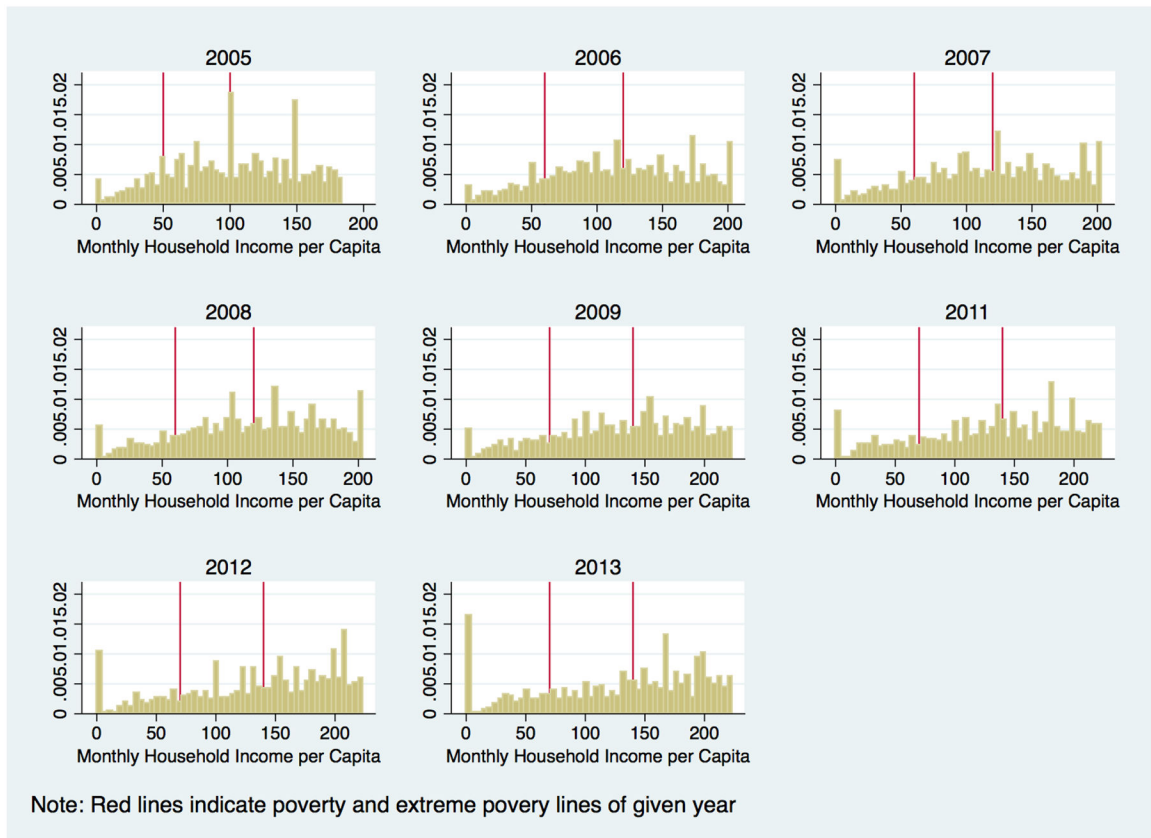 2005
2006
2007
0 .005 .01 .015 .02
0 .005 .01 .015 .02
0 .005 .01 .015 .02
0 50 100 150 200
0 50 100 150 200
0 50 100 150 200
Monthly Household Income per Capita
Monthly Household Income per Capita
Monthly Household Income per Capita
2008
2009
2011
0 .005 .01 .015 .02
0 .005 .01 .015 .02
0 .005 .01 .015 .02
0 50 100 150 200
0 50 100 150 200
0 50 100 150 200
Monthly Household Income per Capita
Monthly Household Income per Capita
Monthly Household Income per Capita
2012
2013
0 .005 .01 .015 .02
0 .005 .01 .015 .02
0 50 100 150 200
0 50 100 150 200
Monthly Household Income per Capita
Monthly Household Income per Capita
Note: Red lines indicate poverty and extreme povery lines of given year